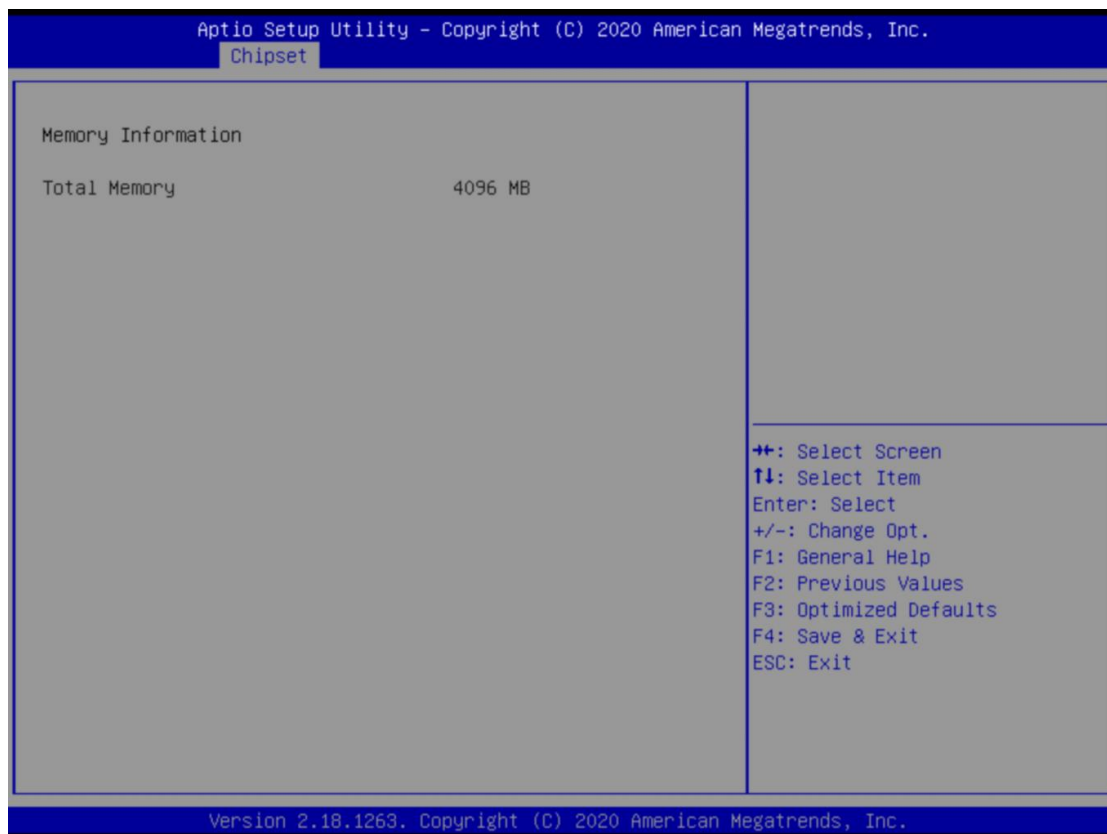 Aptio Setup Utility – Copyright (C) 2020 American Megatrends, Inc.
Chipset
Memory Information
Total Memory 4096 MB
→←: Select Screen
↑↓: Select Item
Enter: Select
+/-: Change Opt.
F1: General Help
F2: Previous Values
F3: Optimized Defaults
F4: Save & Exit
ESC: Exit
Version 2.18.1263. Copyright (C) 2020 American Megatrends, Inc.